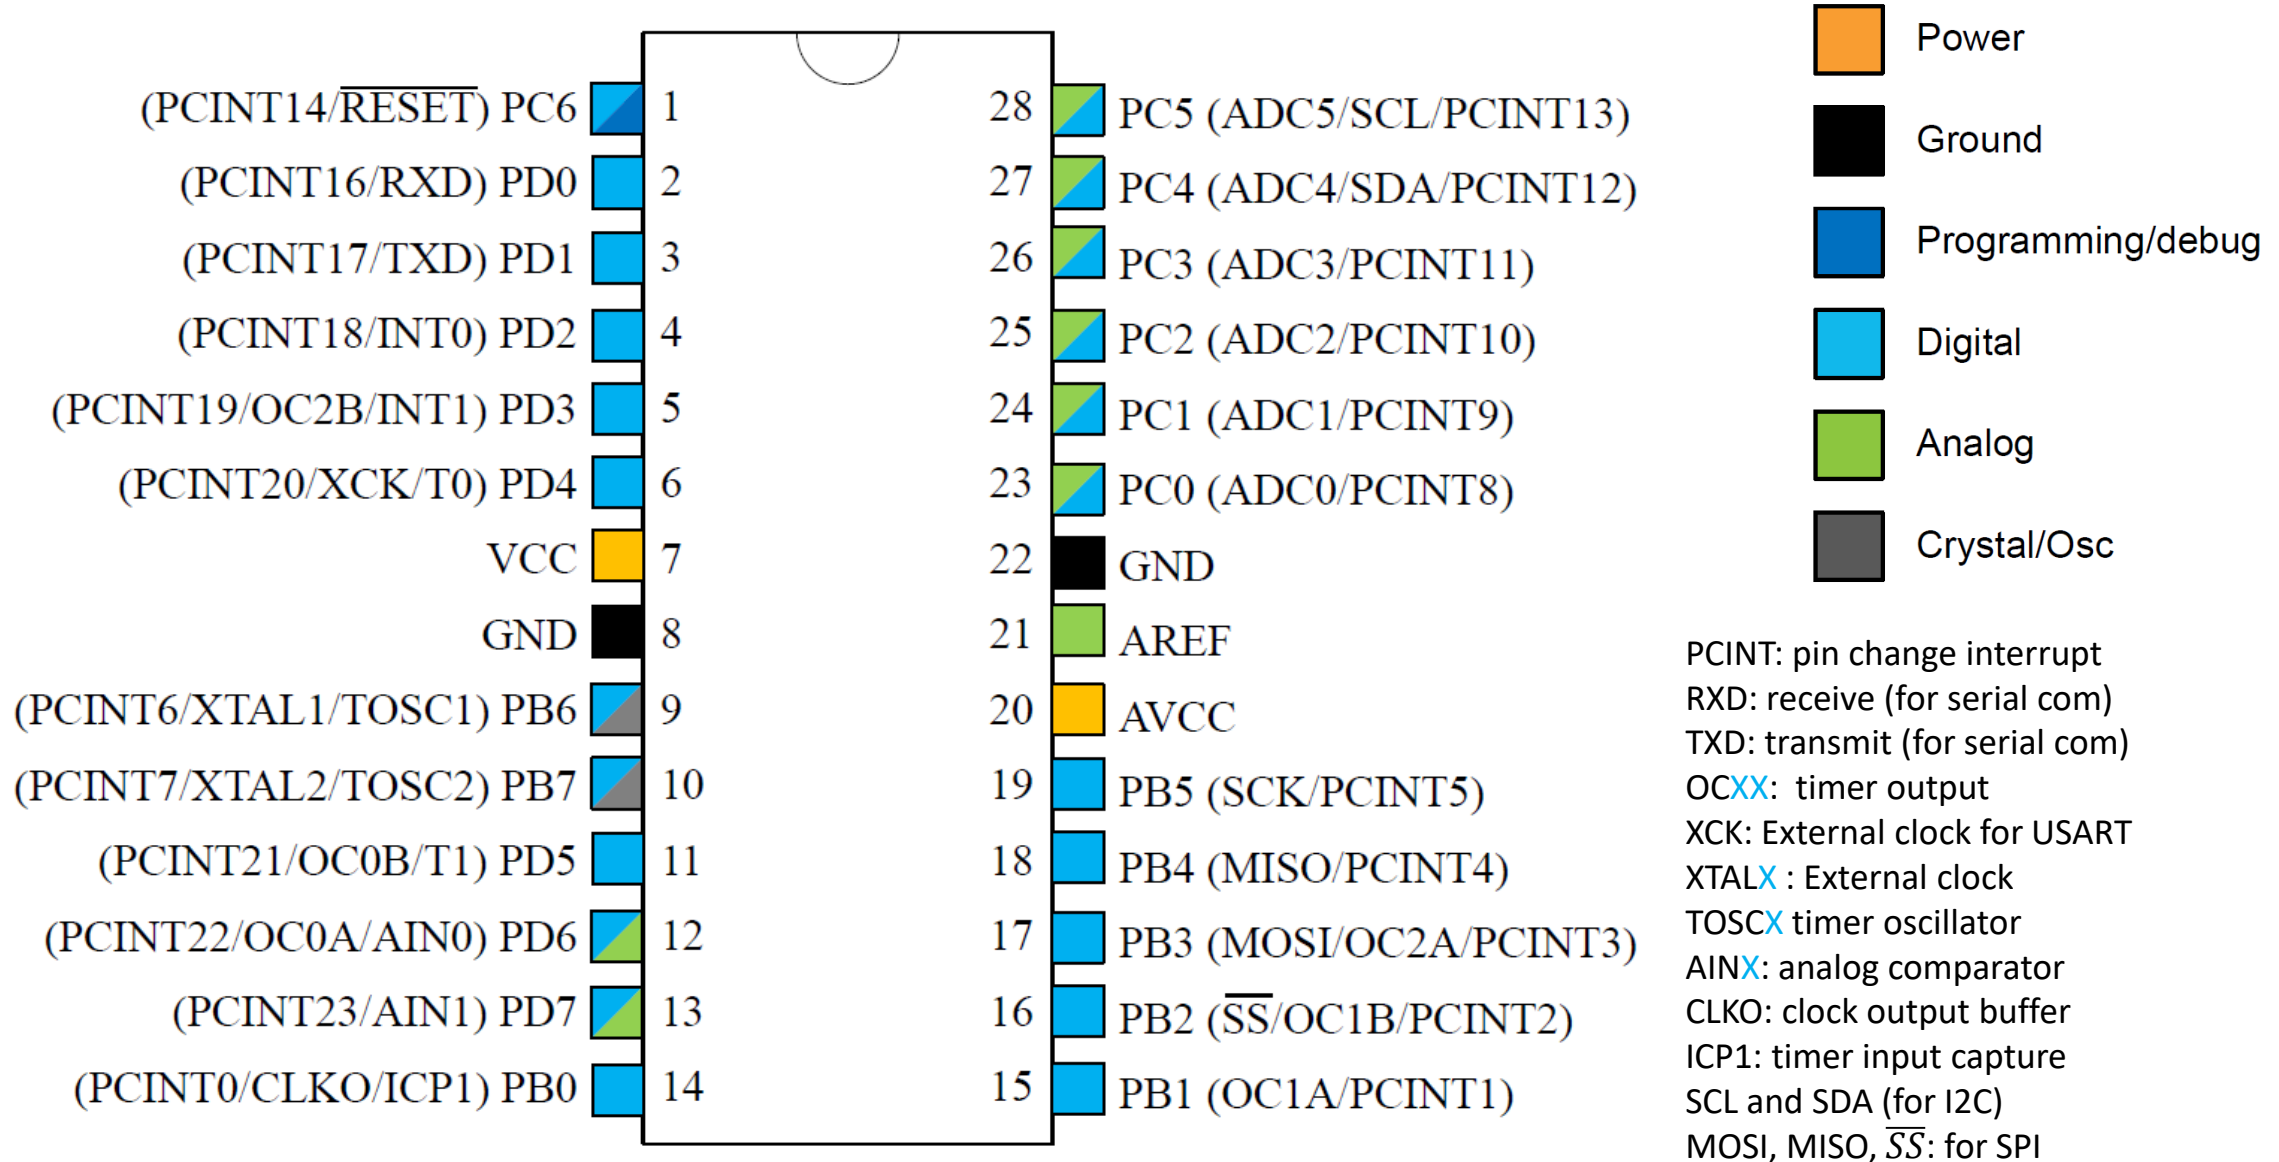 (PCINT14/RESET) PC6 1
(PCINT16/RXD) PD0 2
(PCINT17/TXD) PD1 3
(PCINT18/INT0) PD2 4
(PCINT19/OC2B/INT1) PD3 5
(PCINT20/XCK/T0) PD4 6
VCC 7
GND 8
(PCINT6/XTAL1/TOSC1) PB6 9
(PCINT7/XTAL2/TOSC2) PB7 10
(PCINT21/OC0B/T1) PD5 11
(PCINT22/OC0A/AIN0) PD6 12
(PCINT23/AIN1) PD7 13
(PCINT0/CLKO/ICP1) PB0 14
28 PC5 (ADC5/SCL/PCINT13)
27 PC4 (ADC4/SDA/PCINT12)
26 PC3 (ADC3/PCINT11)
25 PC2 (ADC2/PCINT10)
24 PC1 (ADC1/PCINT9)
23 PC0 (ADC0/PCINT8)
22 GND
21 AREF
20 AVCC
19 PB5 (SCK/PCINT5)
18 PB4 (MISO/PCINT4)
17 PB3 (MOSI/OC2A/PCINT3)
16 PB2 (SS/OC1B/PCINT2)
15 PB1 (OC1A/PCINT1)
Power
Ground
Programming/debug
Digital
Analog
Crystal/Osc
PCINT: pin change interrupt
RXD: receive (for serial com)
TXD: transmit (for serial com)
OCXX: timer output
XCK: External clock for USART
XTALX : External clock
TOSCX timer oscillator
AINX: analog comparator
CLKO: clock output buffer
ICP1: timer input capture
SCL and SDA (for I2C)
MOSI, MISO, SS: for SPI